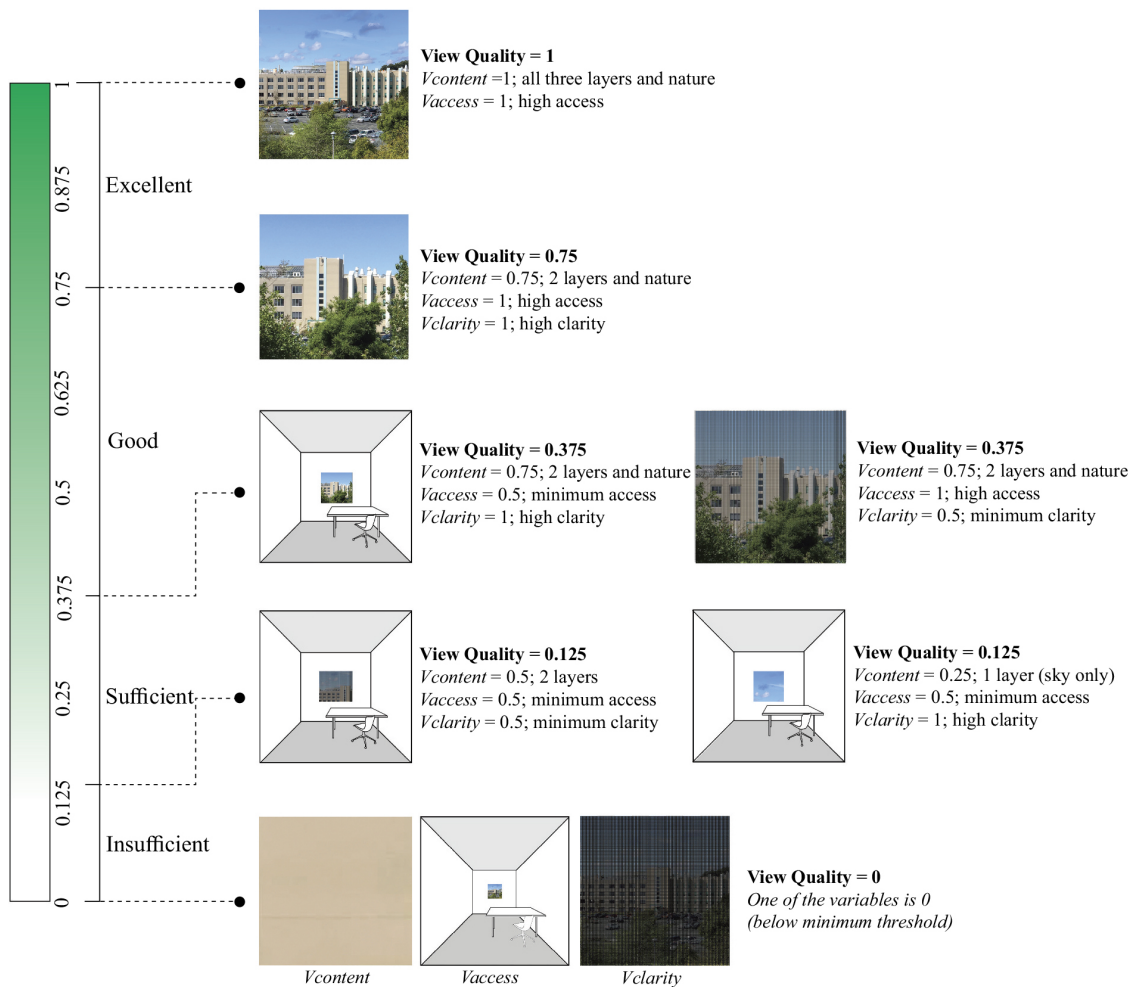 View Quality = 1
Vcontent =1; all three layers and nature
Vaccess = 1; high access
1
0.875
Excellent
View Quality = 0.75
Vcontent = 0.75; 2 layers and nature
Vaccess = 1; high access
Vclarity = 1; high clarity
0.75
0.625
Good
0.5
View Quality = 0.375
Vcontent = 0.75; 2 layers and nature
Vaccess = 0.5; minimum access
Vclarity = 1; high clarity
View Quality = 0.375
Vcontent = 0.75; 2 layers and nature
Vaccess = 1; high access
Vclarity = 0.5; minimum clarity
0.375
Sufficient
0.25
View Quality = 0.125
Vcontent = 0.5; 2 layers
Vaccess = 0.5; minimum access
Vclarity = 0.5; minimum clarity
View Quality = 0.125
Vcontent = 0.25; 1 layer (sky only)
Vaccess = 0.5; minimum access
Vclarity = 1; high clarity
0.125
Insufficient
0
View Quality = 0
One of the variables is 0
(below minimum threshold)
Vcontent
Vaccess
Vclarity